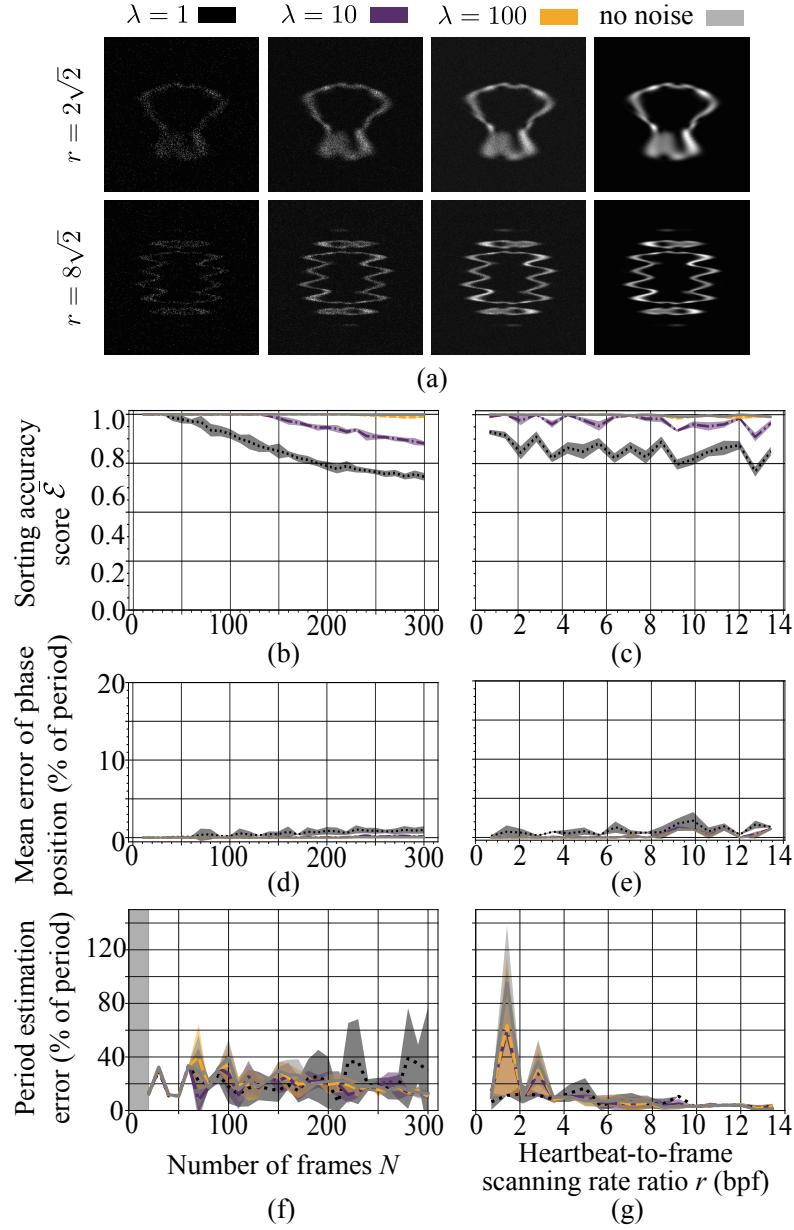 λ = 1 λ = 10 λ = 100 no noise
r = 2√2
r = 8√2
(a)
Sorting accuracy
score ℰ̄
1.0
0.8
0.6
0.4
0.2
0.0
0 100 200 300
(b)
0 2 4 6 8 10 12 14
(c)
Mean error of phase
position (% of period)
20
10
0
0 100 200 300
(d)
0 2 4 6 8 10 12 14
(e)
Period estimation
error (% of period)
120
80
40
0
0 100 200 300
Number of frames N
(f)
0 2 4 6 8 10 12 14
Heartbeat-to-frame
scanning rate ratio r (bpf)
(g)